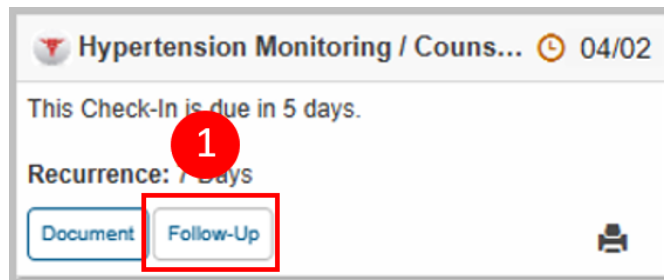 Hypertension Monitoring / Couns... 04/02
This Check-In is due in 5 days.
1
Recurrence: 7 Days
Document Follow-Up